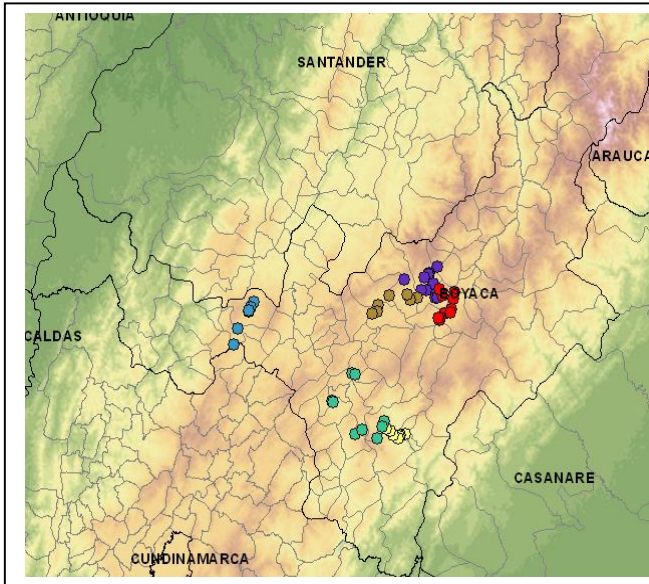 ANTIOQUIA
SANTANDER
ARAUCA
BOYACA
CALDAS
CASANARE
CUNDINAMARCA